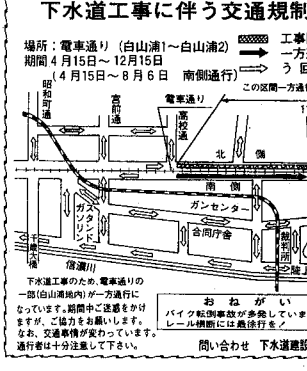 下水道工事に伴う交通規制
場所：電車通り（白山浦1〜白山浦2）
期間4月15日〜12月15日
（4月15日〜8月6日 南側通行）
工事
一方
う回
この区間一方通
昭和町通
宮前通
電車通り
高校通
北側
南側
ガンセンター
ガソリン
スタンド
合同庁舎
裁判所
千歳大橋
信濃川
陸上
下水道工事のため、電車通りの
一部（白山浦地内）が一方通行に
なっています。期間中ご迷惑をかけ
ますが、ご協力をお願いします。
なお、交通事情が変わっています。
通行者は十分注意して下さい。
おねがい
バイク転倒事故が多発していま
レール横断には最徐行を！
問い合わせ 下水道建設